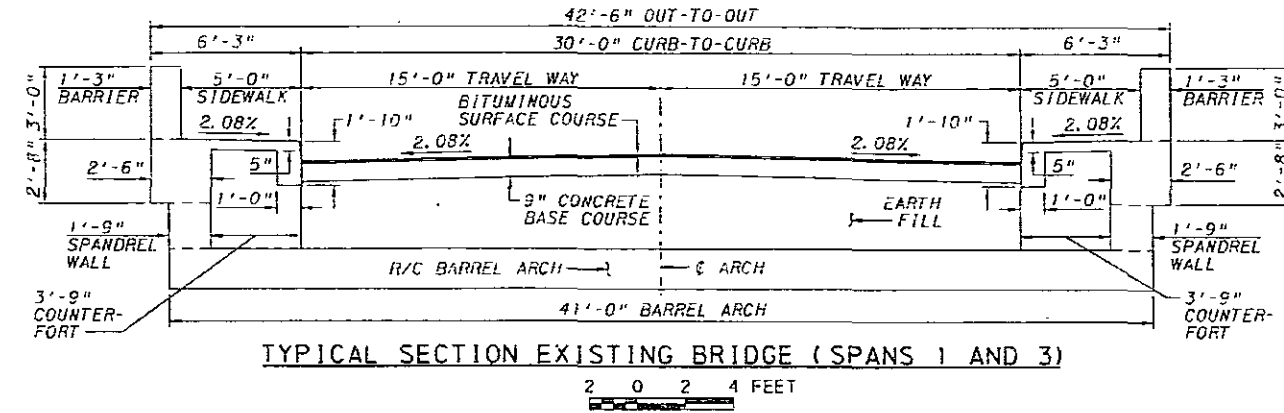 42'-6" OUT-TO-OUT
6'-3"
30'-0" CURB-TO-CURB
6'-3"
1'-3"
BARRIER
5'-0"
SIDEWALK
15'-0" TRAVEL WAY
15'-0" TRAVEL WAY
5'-0"
SIDEWALK
1'-3"
BARRIER
3'-0"
3'-0"
BITUMINOUS
SURFACE COURSE
2.08%
1'-10"
2.08%
2.08%
1'-10"
2.08%
2'-8"
2'-8"
2'-6"
5"
5"
2'-6"
1'-0"
9" CONCRETE
BASE COURSE
EARTH
FILL
1'-0"
1'-9"
SPANDREL
WALL
1'-9"
SPANDREL
WALL
R/C BARREL ARCH
℄ ARCH
3'-9"
COUNTER-
FORT
41'-0" BARREL ARCH
3'-9"
COUNTER-
FORT
TYPICAL SECTION EXISTING BRIDGE (SPANS 1 AND 3)
2 0 2 4 FEET